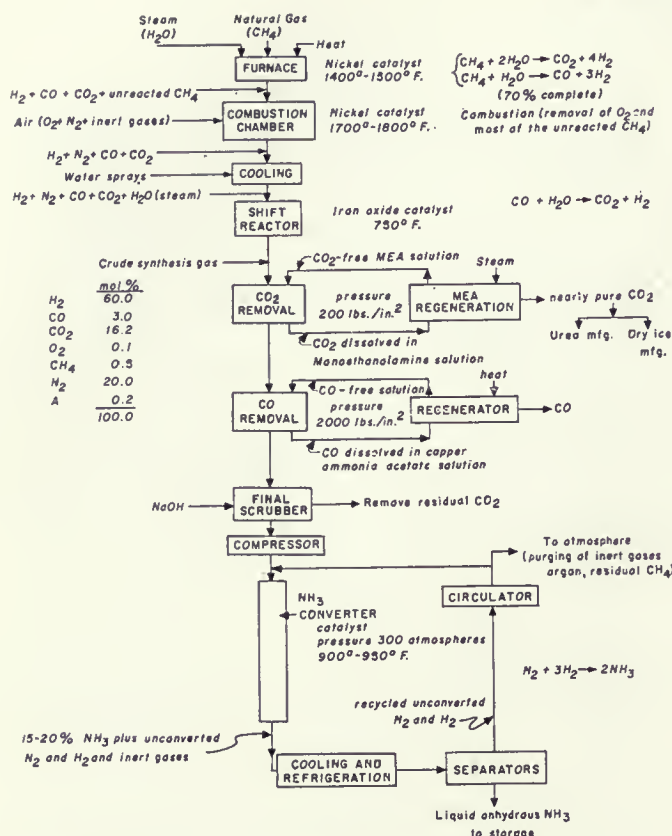 Steam
(H₂O)
Natural Gas
(CH₄)
Heat
FURNACE
Nickel catalyst
1400°-1500° F.
CH₄ + 2H₂O → CO₂ + 4H₂
CH₄ + H₂O → CO + 3H₂
(70% complete)
H₂ + CO + CO₂ + unreacted CH₄
Air (O₂ + N₂ + inert gases)
COMBUSTION
CHAMBER
Nickel catalyst
1700°-1800° F.
Combustion (removal of O₂ and
most of the unreacted CH₄)
H₂ + N₂ + CO + CO₂
Water sprays
COOLING
H₂ + N₂ + CO + CO₂ + H₂O (steam)
SHIFT
REACTOR
Iron oxide catalyst
750° F.
CO + H₂O → CO₂ + H₂
Crude synthesis gas
mol %
H₂ 60.0
CO 3.0
CO₂ 16.2
O₂ 0.1
CH₄ 0.5
H₂ 20.0
A 0.2
100.0
CO₂-free MEA solution
Steam
CO₂
REMOVAL
pressure
200 lbs./in.²
MEA
REGENERATION
nearly pure CO₂
Urea mfg.
Dry ice
mfg.
CO₂ dissolved in
Monoethanolamine solution
CO-free solution
heat
CO
REMOVAL
pressure
2000 lbs./in.²
REGENERATOR
CO
CO dissolved in copper
ammonia acetate solution
NaOH
FINAL
SCRUBBER
Remove residual CO₂
COMPRESSOR
To atmosphere
(purging of inert gases
argan, residual CH₄)
NH₃
CONVERTER
catalyst
pressure 300 atmospheres
900°-950° F.
CIRCULATOR
N₂ + 3H₂ → 2NH₃
recycled unconverted
N₂ and H₂
15-20% NH₃ plus unconverted
N₂ and H₂ and inert gases
COOLING AND
REFRIGERATION
SEPARATORS
Liquid anhydrous NH₃
to storage